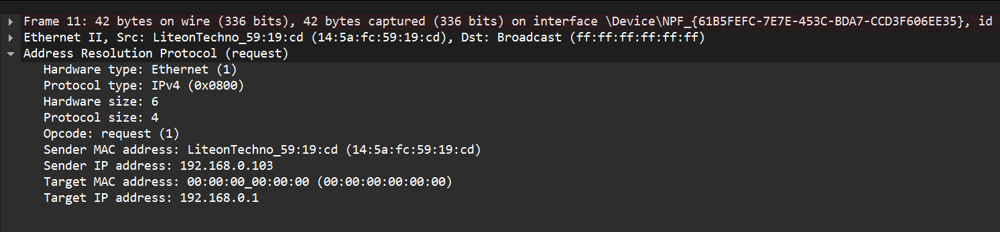 Frame 11: 42 bytes on wire (336 bits), 42 bytes captured (336 bits) on interface \Device\NPF_{61B5FEFC-7E7E-453C-BDA7-CCD3F606EE35}, id
Ethernet II, Src: LiteonTechno_59:19:cd (14:5a:fc:59:19:cd), Dst: Broadcast (ff:ff:ff:ff:ff:ff)
Address Resolution Protocol (request)
Hardware type: Ethernet (1)
Protocol type: IPv4 (0x0800)
Hardware size: 6
Protocol size: 4
Opcode: request (1)
Sender MAC address: LiteonTechno_59:19:cd (14:5a:fc:59:19:cd)
Sender IP address: 192.168.0.103
Target MAC address: 00:00:00_00:00:00 (00:00:00:00:00:00)
Target IP address: 192.168.0.1